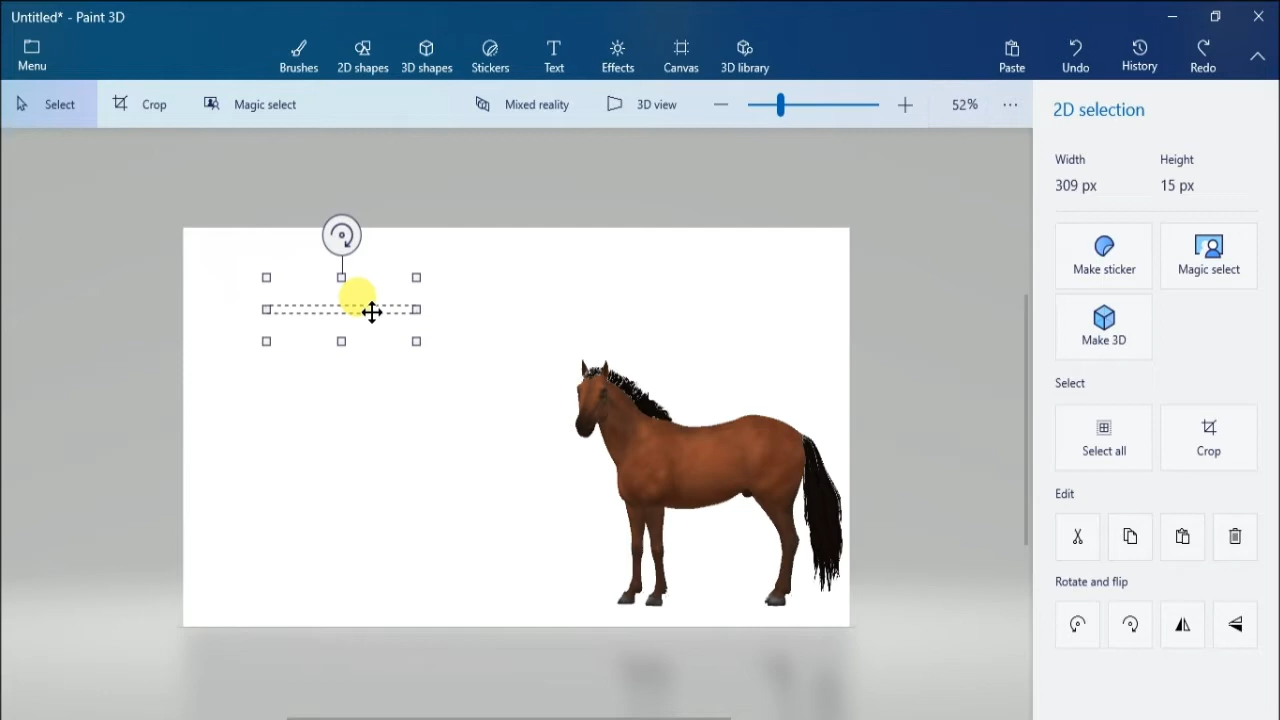 Untitled* - Paint 3D
Menu
Brushes
2D shapes
3D shapes
Stickers
Text
Effects
Canvas
3D library
Paste
Undo
History
Redo
Select
Crop
Magic select
Mixed reality
3D view
52%
2D selection
Width
Height
309 px
15 px
Make sticker
Magic select
Make 3D
Select
Select all
Crop
Edit
Rotate and flip